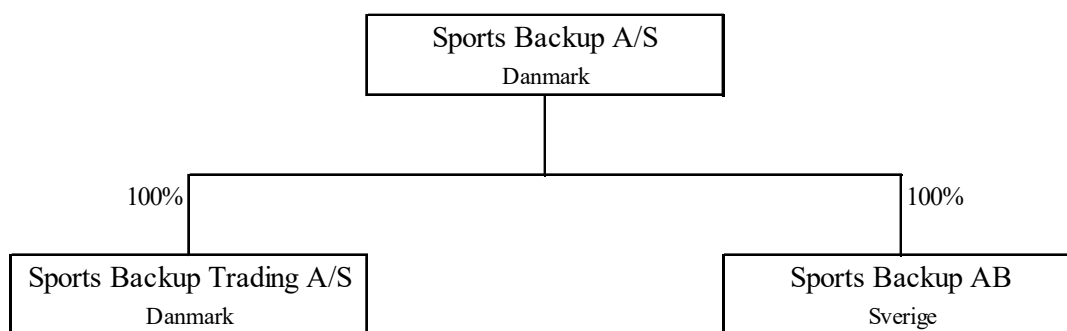 Sports Backup A/S
Danmark
100%
100%
Sports Backup Trading A/S
Danmark
Sports Backup AB
Sverige